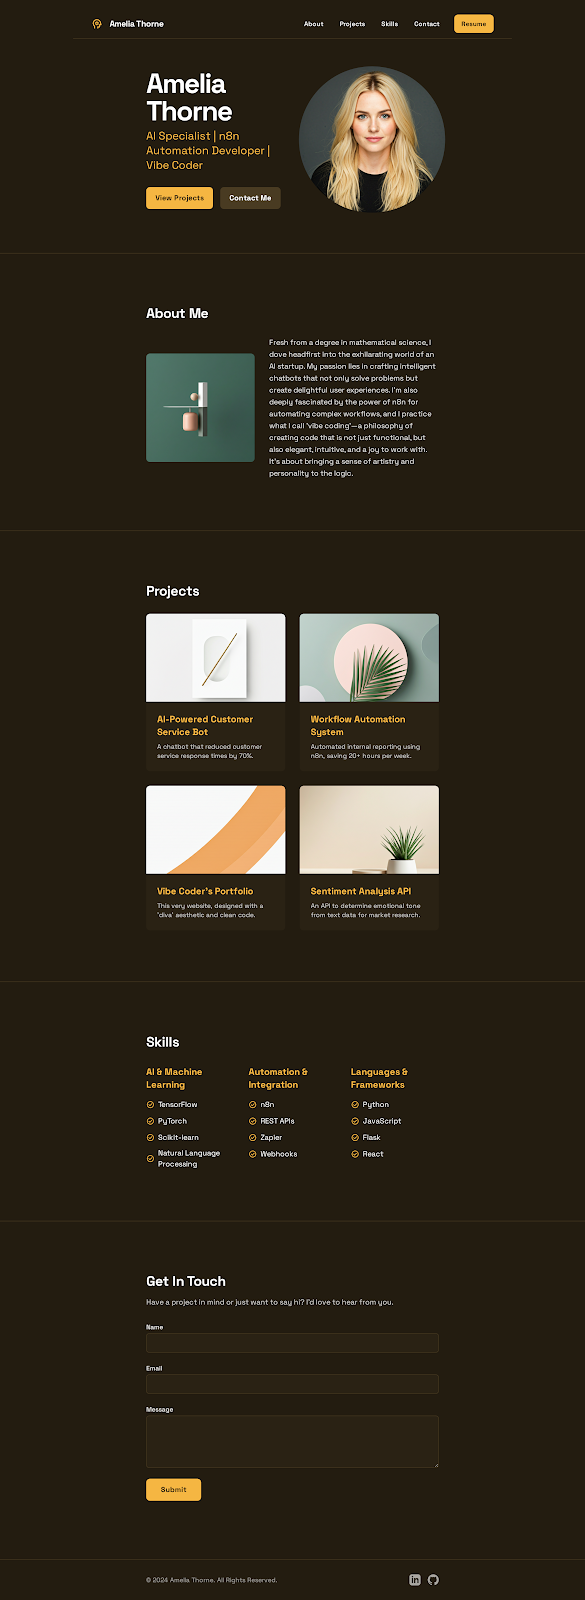 Amelia Thorne
About
Projects
Skills
Contact
Resume
Amelia
Thorne
AI Specialist | n8n
Automation Developer |
Vibe Coder
View Projects
Contact Me
About Me
Fresh from a degree in mathematical science, I
dove headfirst into the exhilarating world of an
AI startup. My passion lies in crafting intelligent
chatbots that not only solve problems but
create delightful user experiences. I'm also
deeply fascinated by the power of n8n for
automating complex workflows, and I practice
what I call 'vibe coding'—a philosophy of
creating code that is not just functional, but
also elegant, intuitive, and a joy to work with.
It's about bringing a sense of artistry and
personality to the logic.
Projects
AI-Powered Customer
Service Bot
A chatbot that reduced customer
service response times by 70%.
Workflow Automation
System
Automated internal reporting using
n8n, saving 20+ hours per week.
Vibe Coder's Portfolio
This very website, designed with a
'diva' aesthetic and clean code.
Sentiment Analysis API
An API to determine emotional tone
from text data for market research.
Skills
AI & Machine
Learning
TensorFlow
PyTorch
Scikit-learn
Natural Language
Processing
Automation &
Integration
n8n
REST APIs
Zapier
Webhooks
Languages &
Frameworks
Python
JavaScript
Flask
React
Get In Touch
Have a project in mind or just want to say hi? I'd love to hear from you.
Name
Email
Message
Submit
© 2024 Amelia Thorne. All Rights Reserved.
in